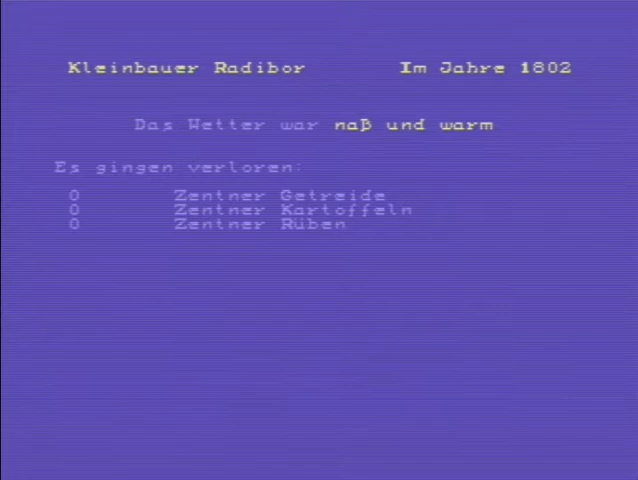 Kleinbauer Radibor Im Jahre 1802
Das Wetter war naß und warm
Es gingen verloren:
0 Zentner Getreide
0 Zentner Kartoffeln
0 Zentner Rüben